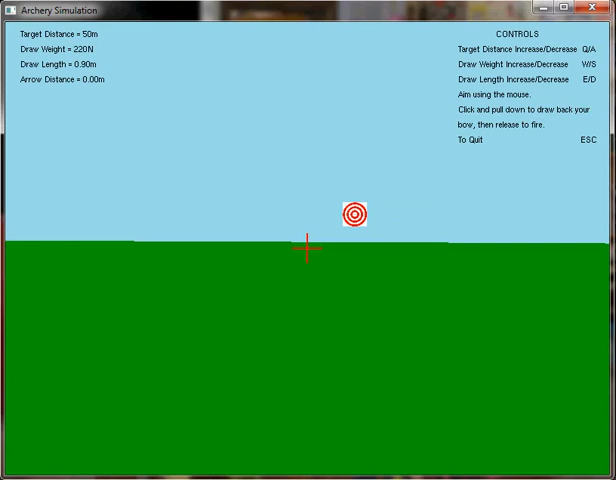 Archery Simulation
Target Distance = 50m
Draw Weight = 220N
Draw Length = 0.90m
Arrow Distance = 0.00m
CONTROLS
Target Distance Increase/Decrease Q/A
Draw Weight Increase/Decrease W/S
Draw Length Increase/Decrease E/D
Aim using the mouse.
Click and pull down to draw back your
bow, then release to fire.
To Quit ESC